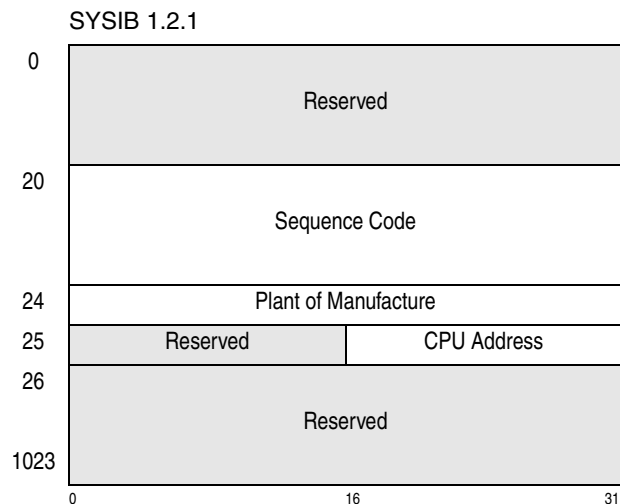 SYSIB 1.2.1
0
Reserved
20
Sequence Code
24 Plant of Manufacture
25 Reserved CPU Address
26
Reserved
1023
0 16 31